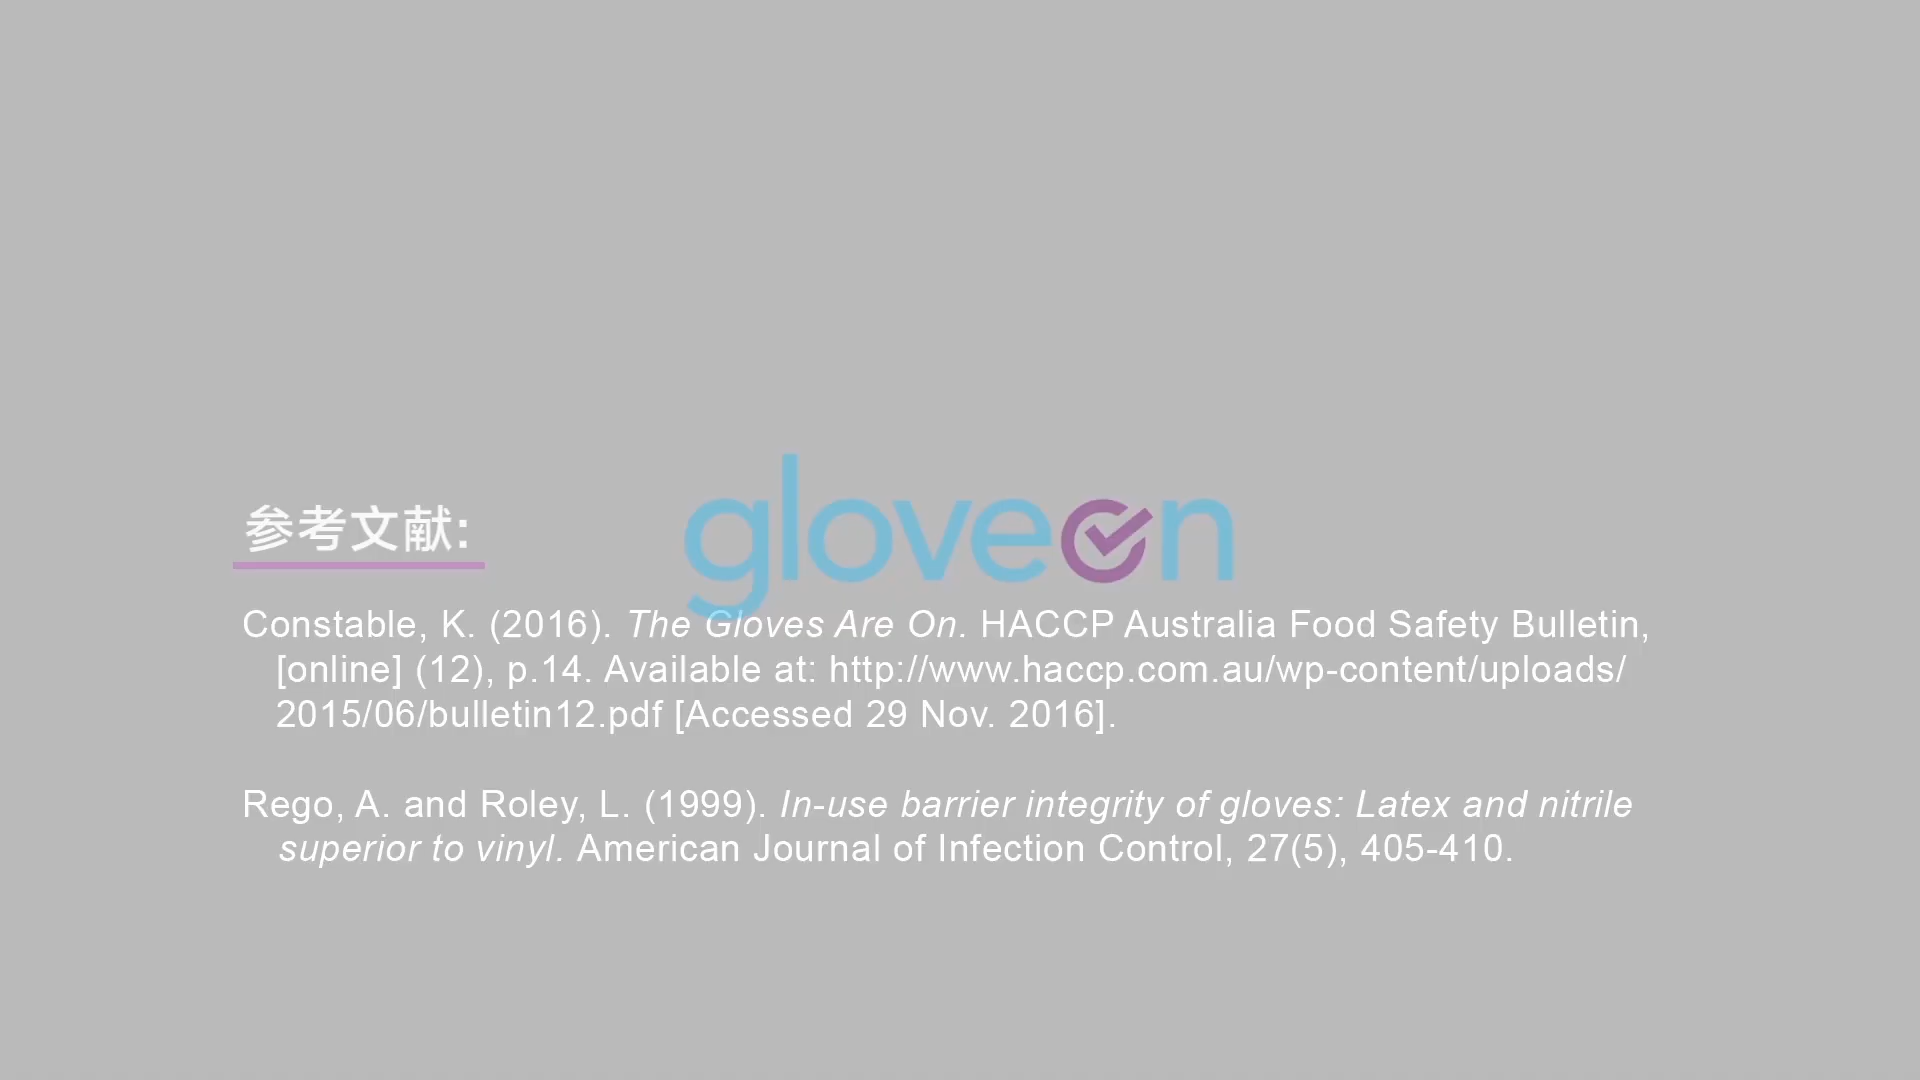 gloveon
参考文献:
Constable, K. (2016). The Gloves Are On. HACCP Australia Food Safety Bulletin,
[online] (12), p.14. Available at: http://www.haccp.com.au/wp-content/uploads/
2015/06/bulletin12.pdf [Accessed 29 Nov. 2016].
Rego, A. and Roley, L. (1999). In-use barrier integrity of gloves: Latex and nitrile
superior to vinyl. American Journal of Infection Control, 27(5), 405-410.